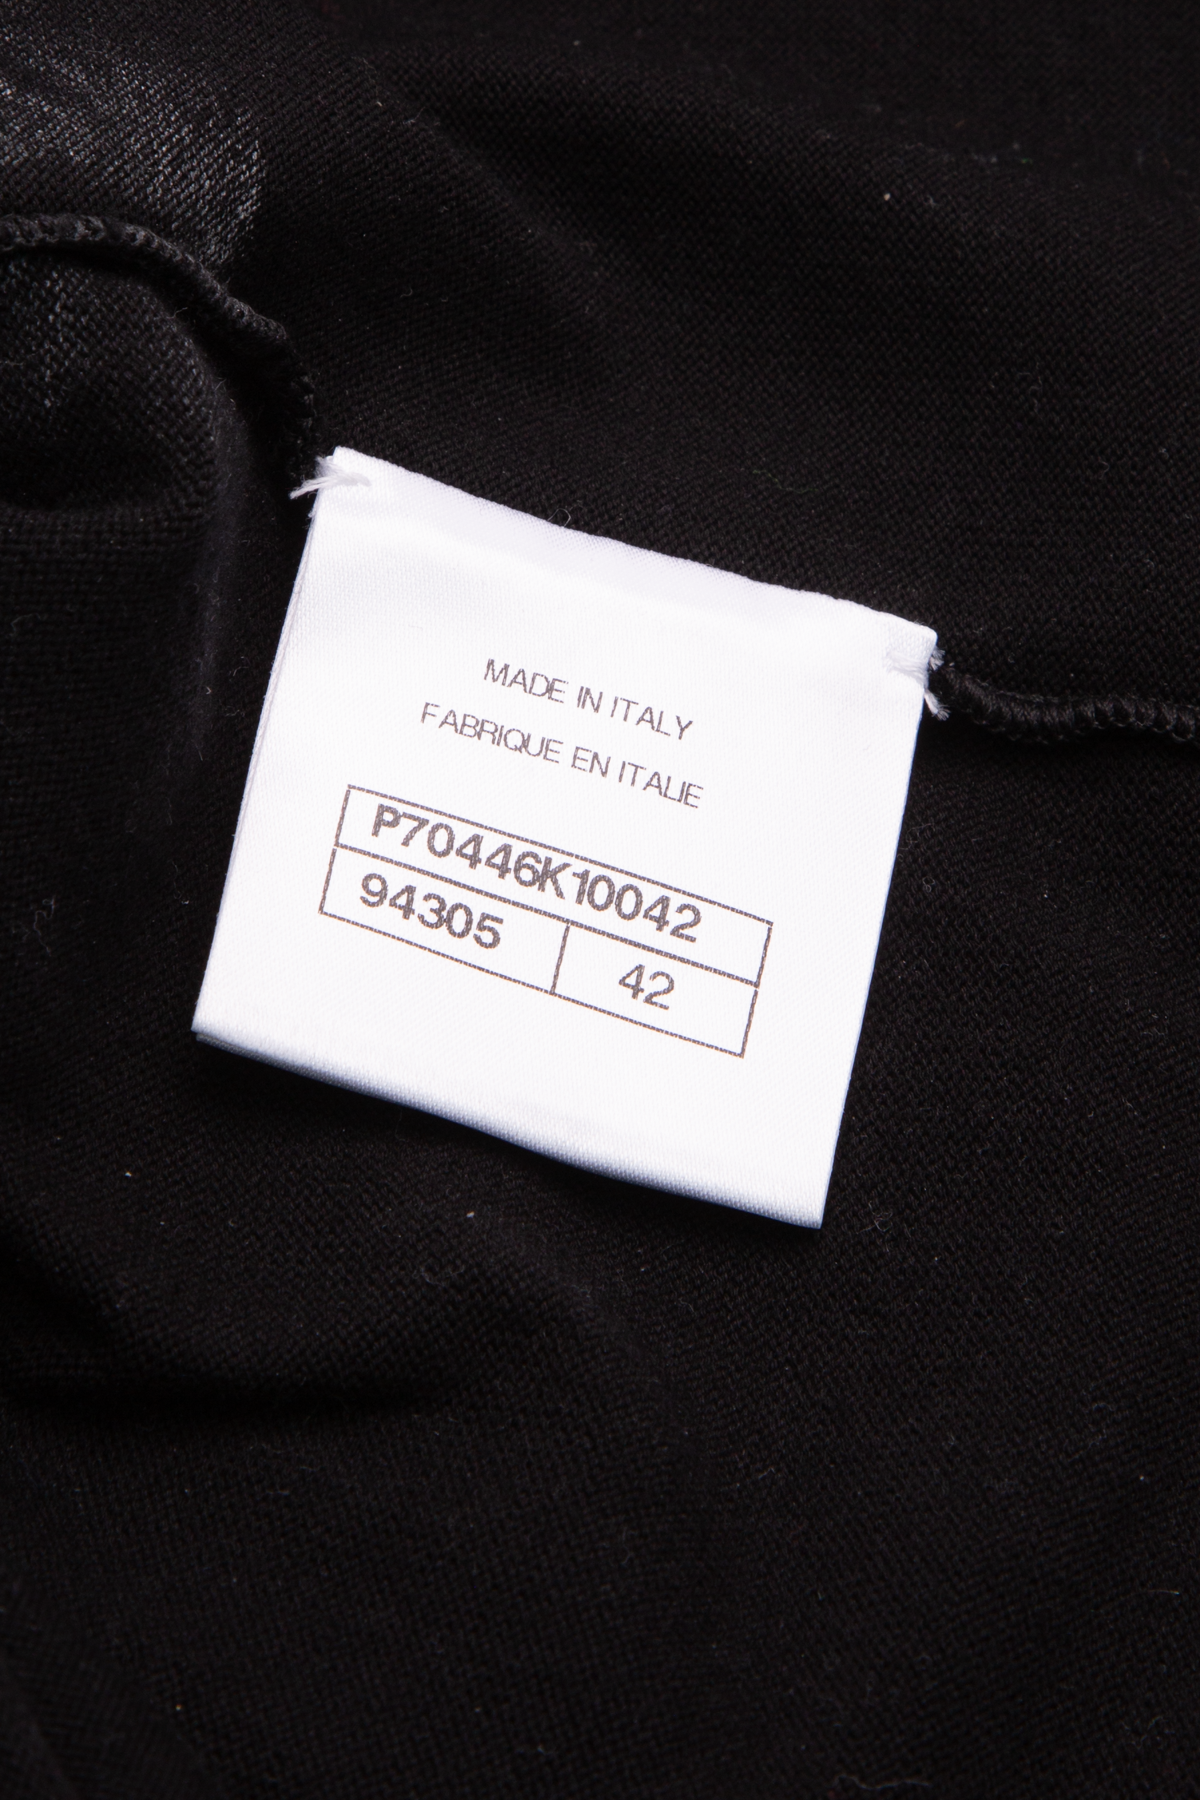 MADE IN ITALY
FABRIQUE EN ITALIE
P70446K10042
94305 42